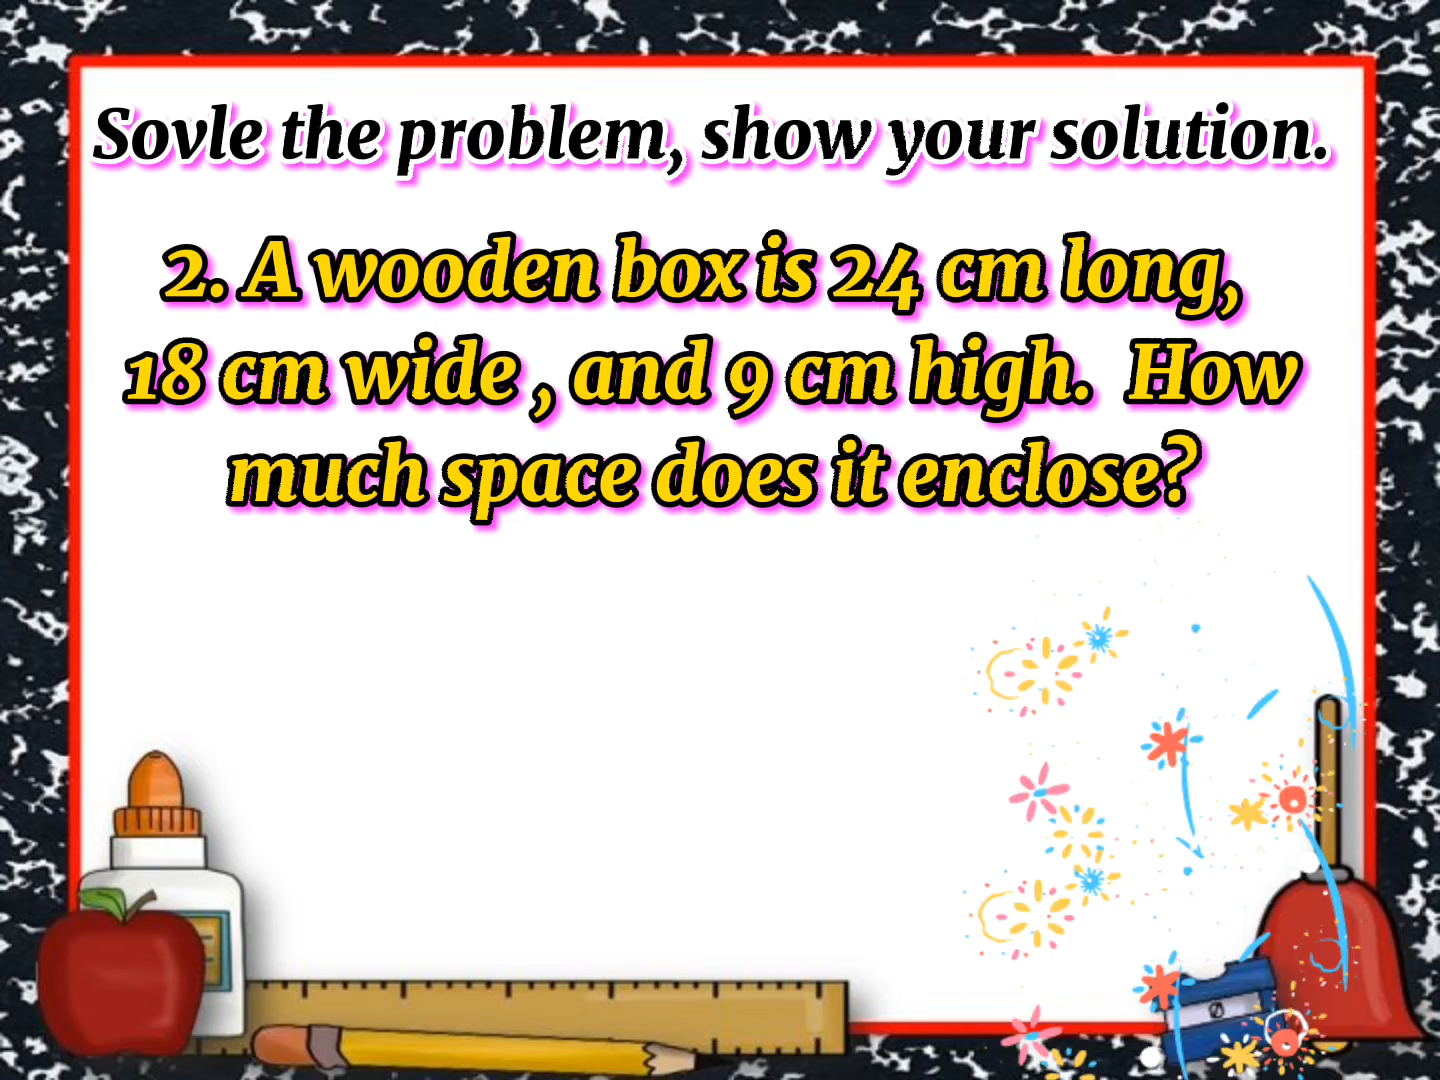 Sovle the problem, show your solution.
2. A wooden box is 24 cm long,
18 cm wide , and 9 cm high. How
much space does it enclose?